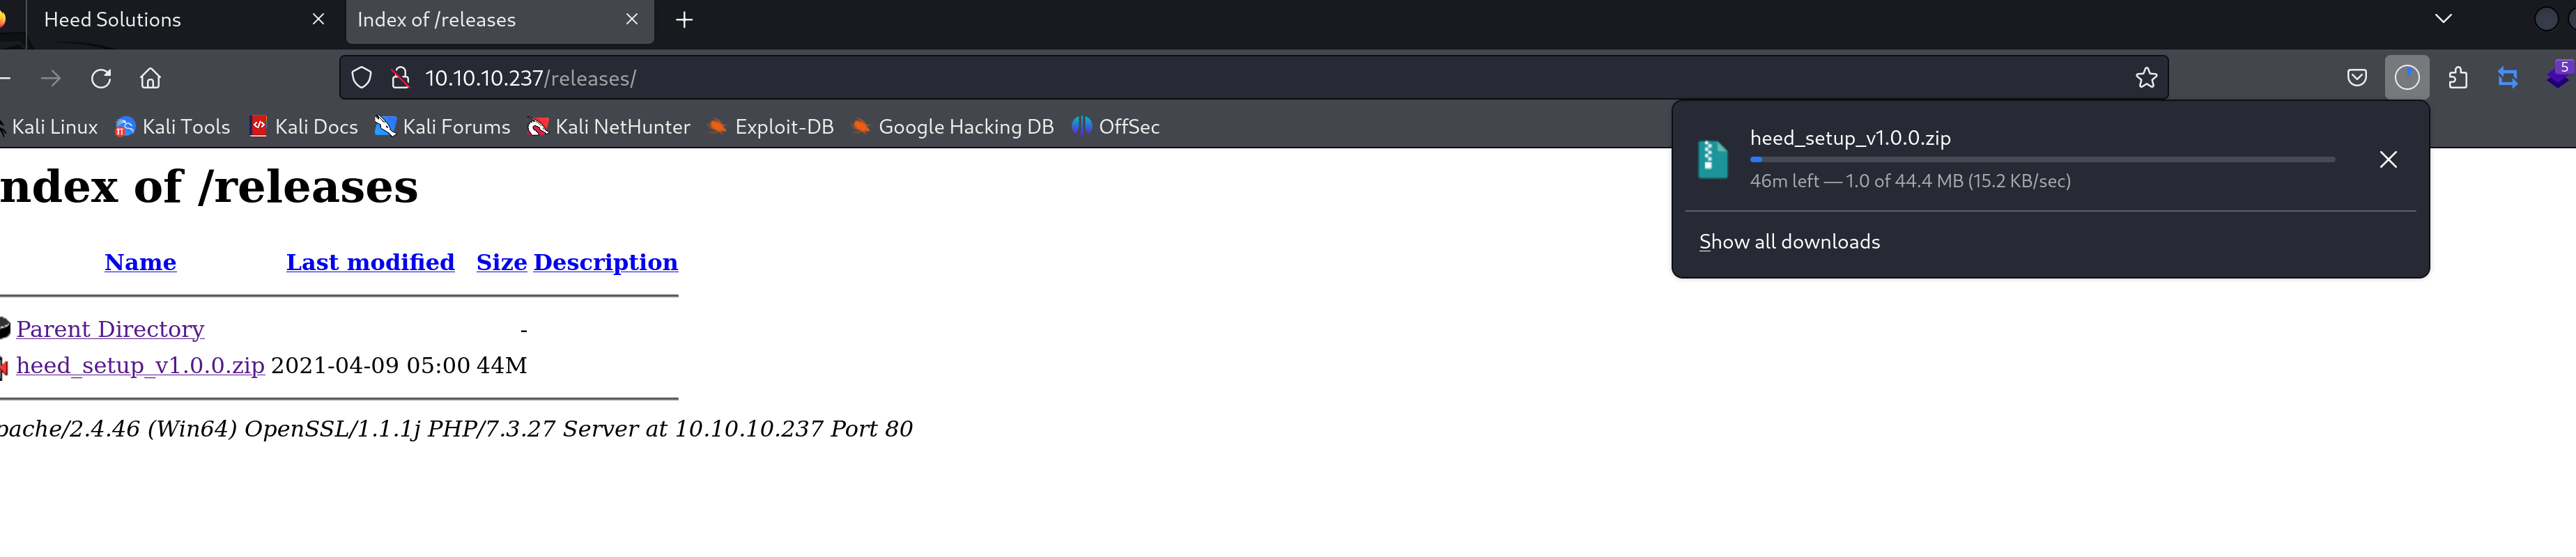 Heed Solutions
Index of /releases
10.10.10.237/releases/
5
Kali Linux Kali Tools Kali Docs Kali Forums Kali NetHunter Exploit-DB Google Hacking DB OffSec
heed_setup_v1.0.0.zip
46m left — 1.0 of 44.4 MB (15.2 KB/sec)
Show all downloads
ndex of /releases
Name Last modified Size Description
Parent Directory -
heed_setup_v1.0.0.zip 2021-04-09 05:00 44M
pache/2.4.46 (Win64) OpenSSL/1.1.1j PHP/7.3.27 Server at 10.10.10.237 Port 80